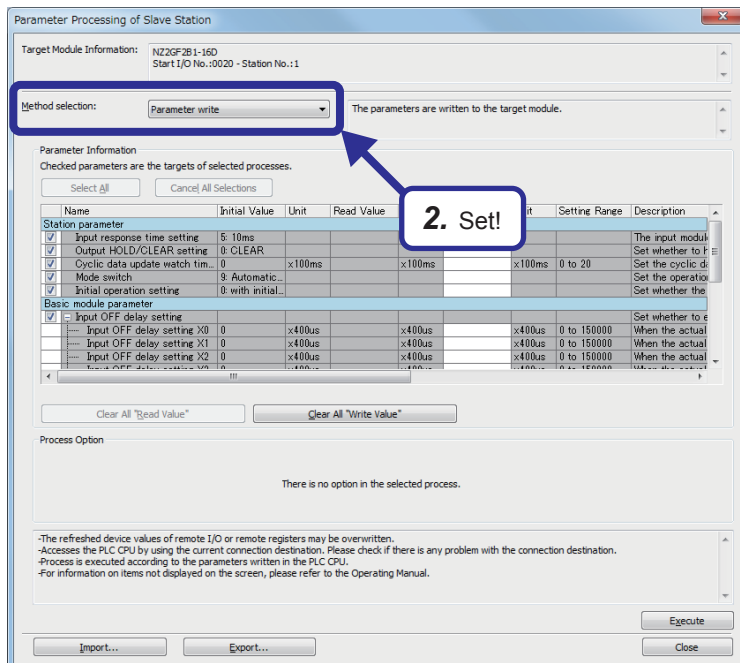 Parameter Processing of Slave Station
Target Module Information:
NZ2GF2B1-16D
Start I/O No.:0020 - Station No.:1
Method selection:
Parameter write
The parameters are written to the target module.
2. Set!
Parameter Information
Checked parameters are the targets of selected processes.
Select All
Cancel All Selections
Name Initial Value Unit Read Value it Setting Range Description
Station parameter
Input response time setting 5: 10ms The input modul
Output HOLD/CLEAR setting 0: CLEAR Set whether to h
Cyclic data update watch tim... 0 x100ms x100ms x100ms 0 to 20 Set the cyclic da
Mode switch 9: Automatic... Set the operation
Initial operation setting 0: with initial... Set whether the
Basic module parameter
Input OFF delay setting Set whether to e
Input OFF delay setting X0 0 x400us x400us x400us 0 to 150000 When the actual
Input OFF delay setting X1 0 x400us x400us x400us 0 to 150000 When the actual
Input OFF delay setting X2 0 x400us x400us x400us 0 to 150000 When the actual
Clear All "Read Value"
Clear All "Write Value"
Process Option
There is no option in the selected process.
-The refreshed device values of remote I/O or remote registers may be overwritten.
-Accesses the PLC CPU by using the current connection destination. Please check if there is any problem with the connection destination.
-Process is executed according to the parameters written in the PLC CPU.
-For information on items not displayed on the screen, please refer to the Operating Manual.
Execute
Import...
Export...
Close